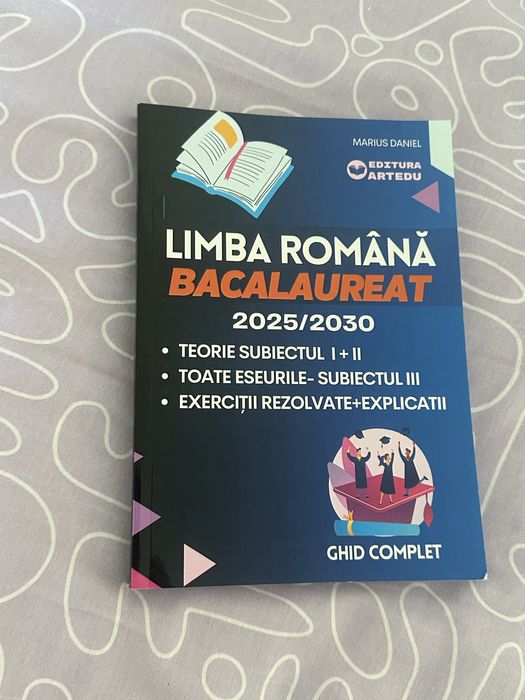 MARIUS DANIEL
EDITURA
ARTEDU
LIMBA ROMÂNĂ
BACALAUREAT
2025/2030
• TEORIE SUBIECTUL I + II
• TOATE ESEURILE- SUBIECTUL III
• EXERCIȚII REZOLVATE+EXPLICATII
GHID COMPLET